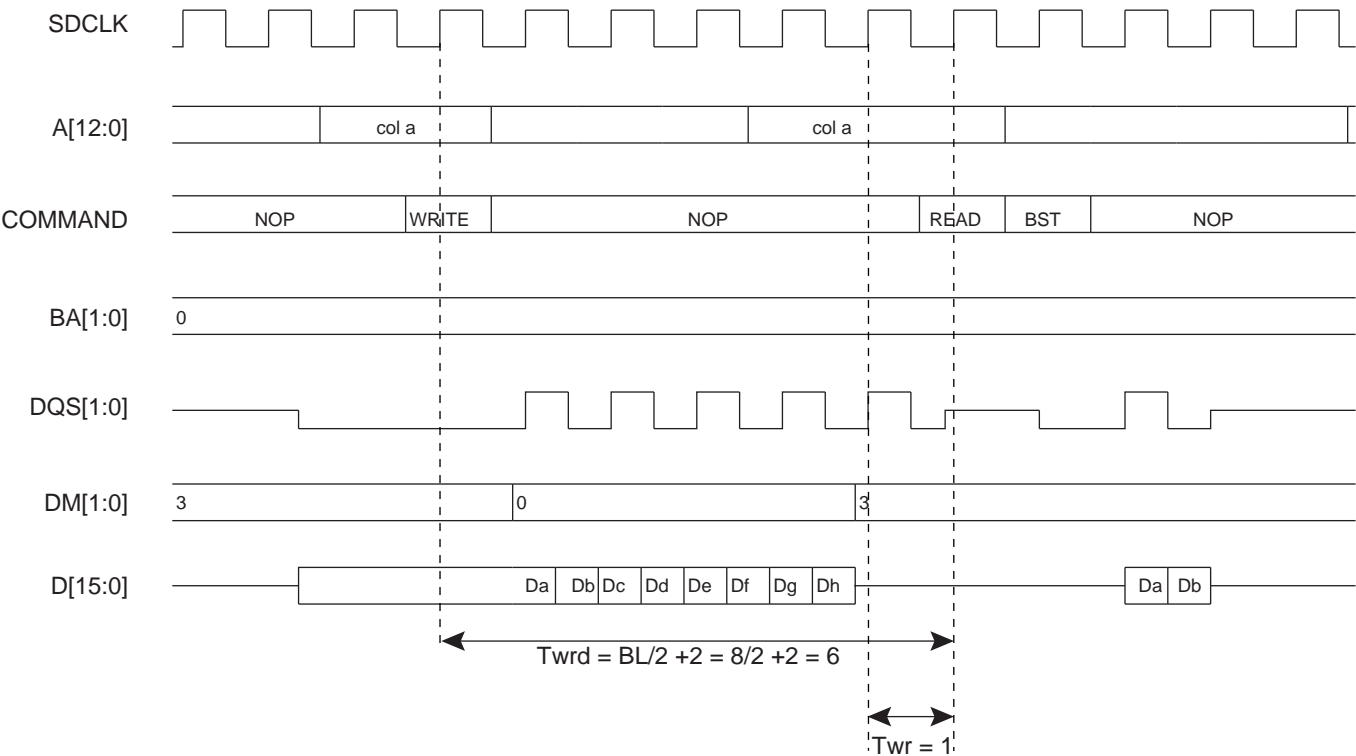 SDCLK
A[12:0] col a col a
COMMAND NOP WRITE NOP READ BST NOP
BA[1:0] 0
DQS[1:0]
DM[1:0] 3 0 3
D[15:0] Da Db Dc Dd De Df Dg Dh Da Db
Twrd = BL/2 +2 = 8/2 +2 = 6
Twr = 1